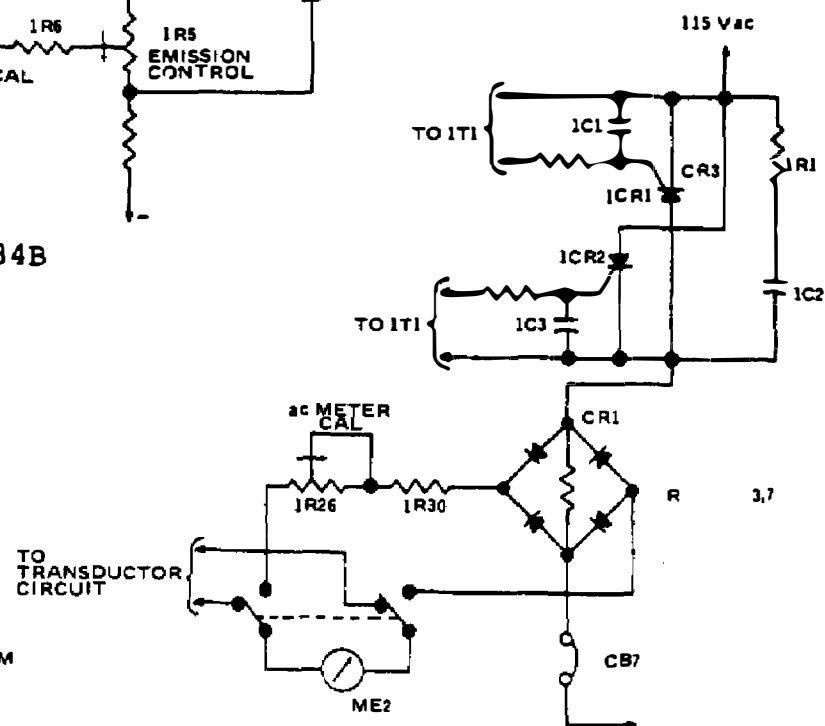 1R6
1R5
EMISSION
CONTROL
CAL
115 Vac
TO 1T1
1C1
CR3
1CR1
1R1
34B
1CR2
1C2
TO 1T1
1C3
ac METER
CAL
CR1
1R26
1R30
R 3,7
TO
TRANSDUCTOR
CIRCUIT
M
CB7
ME2